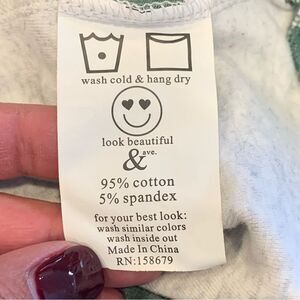 wash cold & hang dry
look beautiful
& ave.
95% cotton
5% spandex
for your best look:
wash similar colors
wash inside out
Made In China
RN:158679